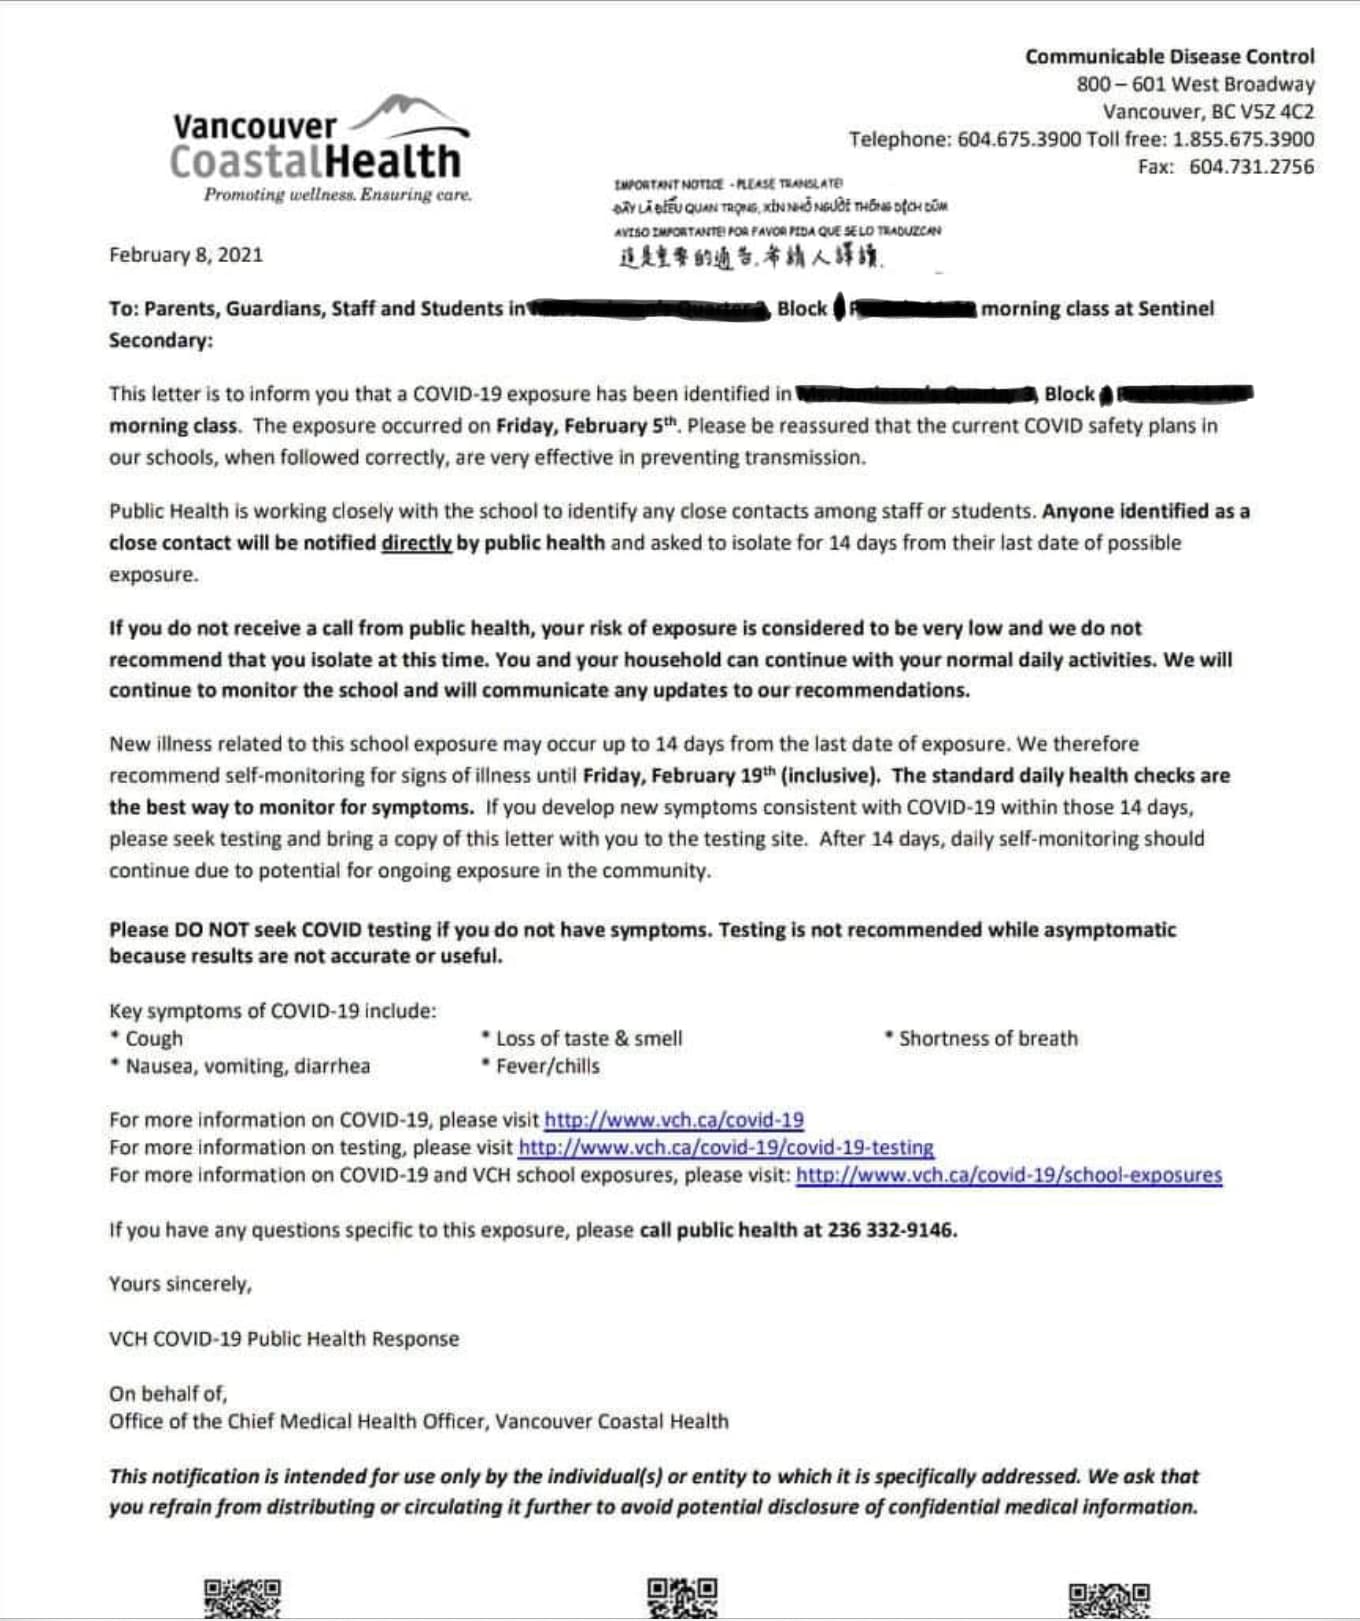 Communicable Disease Control
800 – 601 West Broadway
Vancouver, BC V5Z 4C2
Telephone: 604.675.3900 Toll free: 1.855.675.3900
Fax: 604.731.2756
Vancouver
CoastalHealth
Promoting wellness. Ensuring care.
IMPORTANT NOTICE - PLEASE TRANSLATE!
ĐÂY LÀ ĐIỀU QUAN TRỌNG, XIN NHỜ NGƯỜI THÔNG DỊCH DÙM
AVISO IMPORTANTE! POR FAVOR PIDA QUE SE LO TRADUZCAN
這是重要的通告,希請人譯讀.
February 8, 2021
To: Parents, Guardians, Staff and Students in Block morning class at Sentinel
Secondary:
This letter is to inform you that a COVID-19 exposure has been identified in Block
morning class. The exposure occurred on Friday, February 5th. Please be reassured that the current COVID safety plans in
our schools, when followed correctly, are very effective in preventing transmission.
Public Health is working closely with the school to identify any close contacts among staff or students. Anyone identified as a
close contact will be notified directly by public health and asked to isolate for 14 days from their last date of possible
exposure.
If you do not receive a call from public health, your risk of exposure is considered to be very low and we do not
recommend that you isolate at this time. You and your household can continue with your normal daily activities. We will
continue to monitor the school and will communicate any updates to our recommendations.
New illness related to this school exposure may occur up to 14 days from the last date of exposure. We therefore
recommend self-monitoring for signs of illness until Friday, February 19th (inclusive). The standard daily health checks are
the best way to monitor for symptoms. If you develop new symptoms consistent with COVID-19 within those 14 days,
please seek testing and bring a copy of this letter with you to the testing site. After 14 days, daily self-monitoring should
continue due to potential for ongoing exposure in the community.
Please DO NOT seek COVID testing if you do not have symptoms. Testing is not recommended while asymptomatic
because results are not accurate or useful.
Key symptoms of COVID-19 include:
* Cough * Loss of taste & smell * Shortness of breath
* Nausea, vomiting, diarrhea * Fever/chills
For more information on COVID-19, please visit http://www.vch.ca/covid-19
For more information on testing, please visit http://www.vch.ca/covid-19/covid-19-testing
For more information on COVID-19 and VCH school exposures, please visit: http://www.vch.ca/covid-19/school-exposures
If you have any questions specific to this exposure, please call public health at 236 332-9146.
Yours sincerely,
VCH COVID-19 Public Health Response
On behalf of,
Office of the Chief Medical Health Officer, Vancouver Coastal Health
This notification is intended for use only by the individual(s) or entity to which it is specifically addressed. We ask that
you refrain from distributing or circulating it further to avoid potential disclosure of confidential medical information.